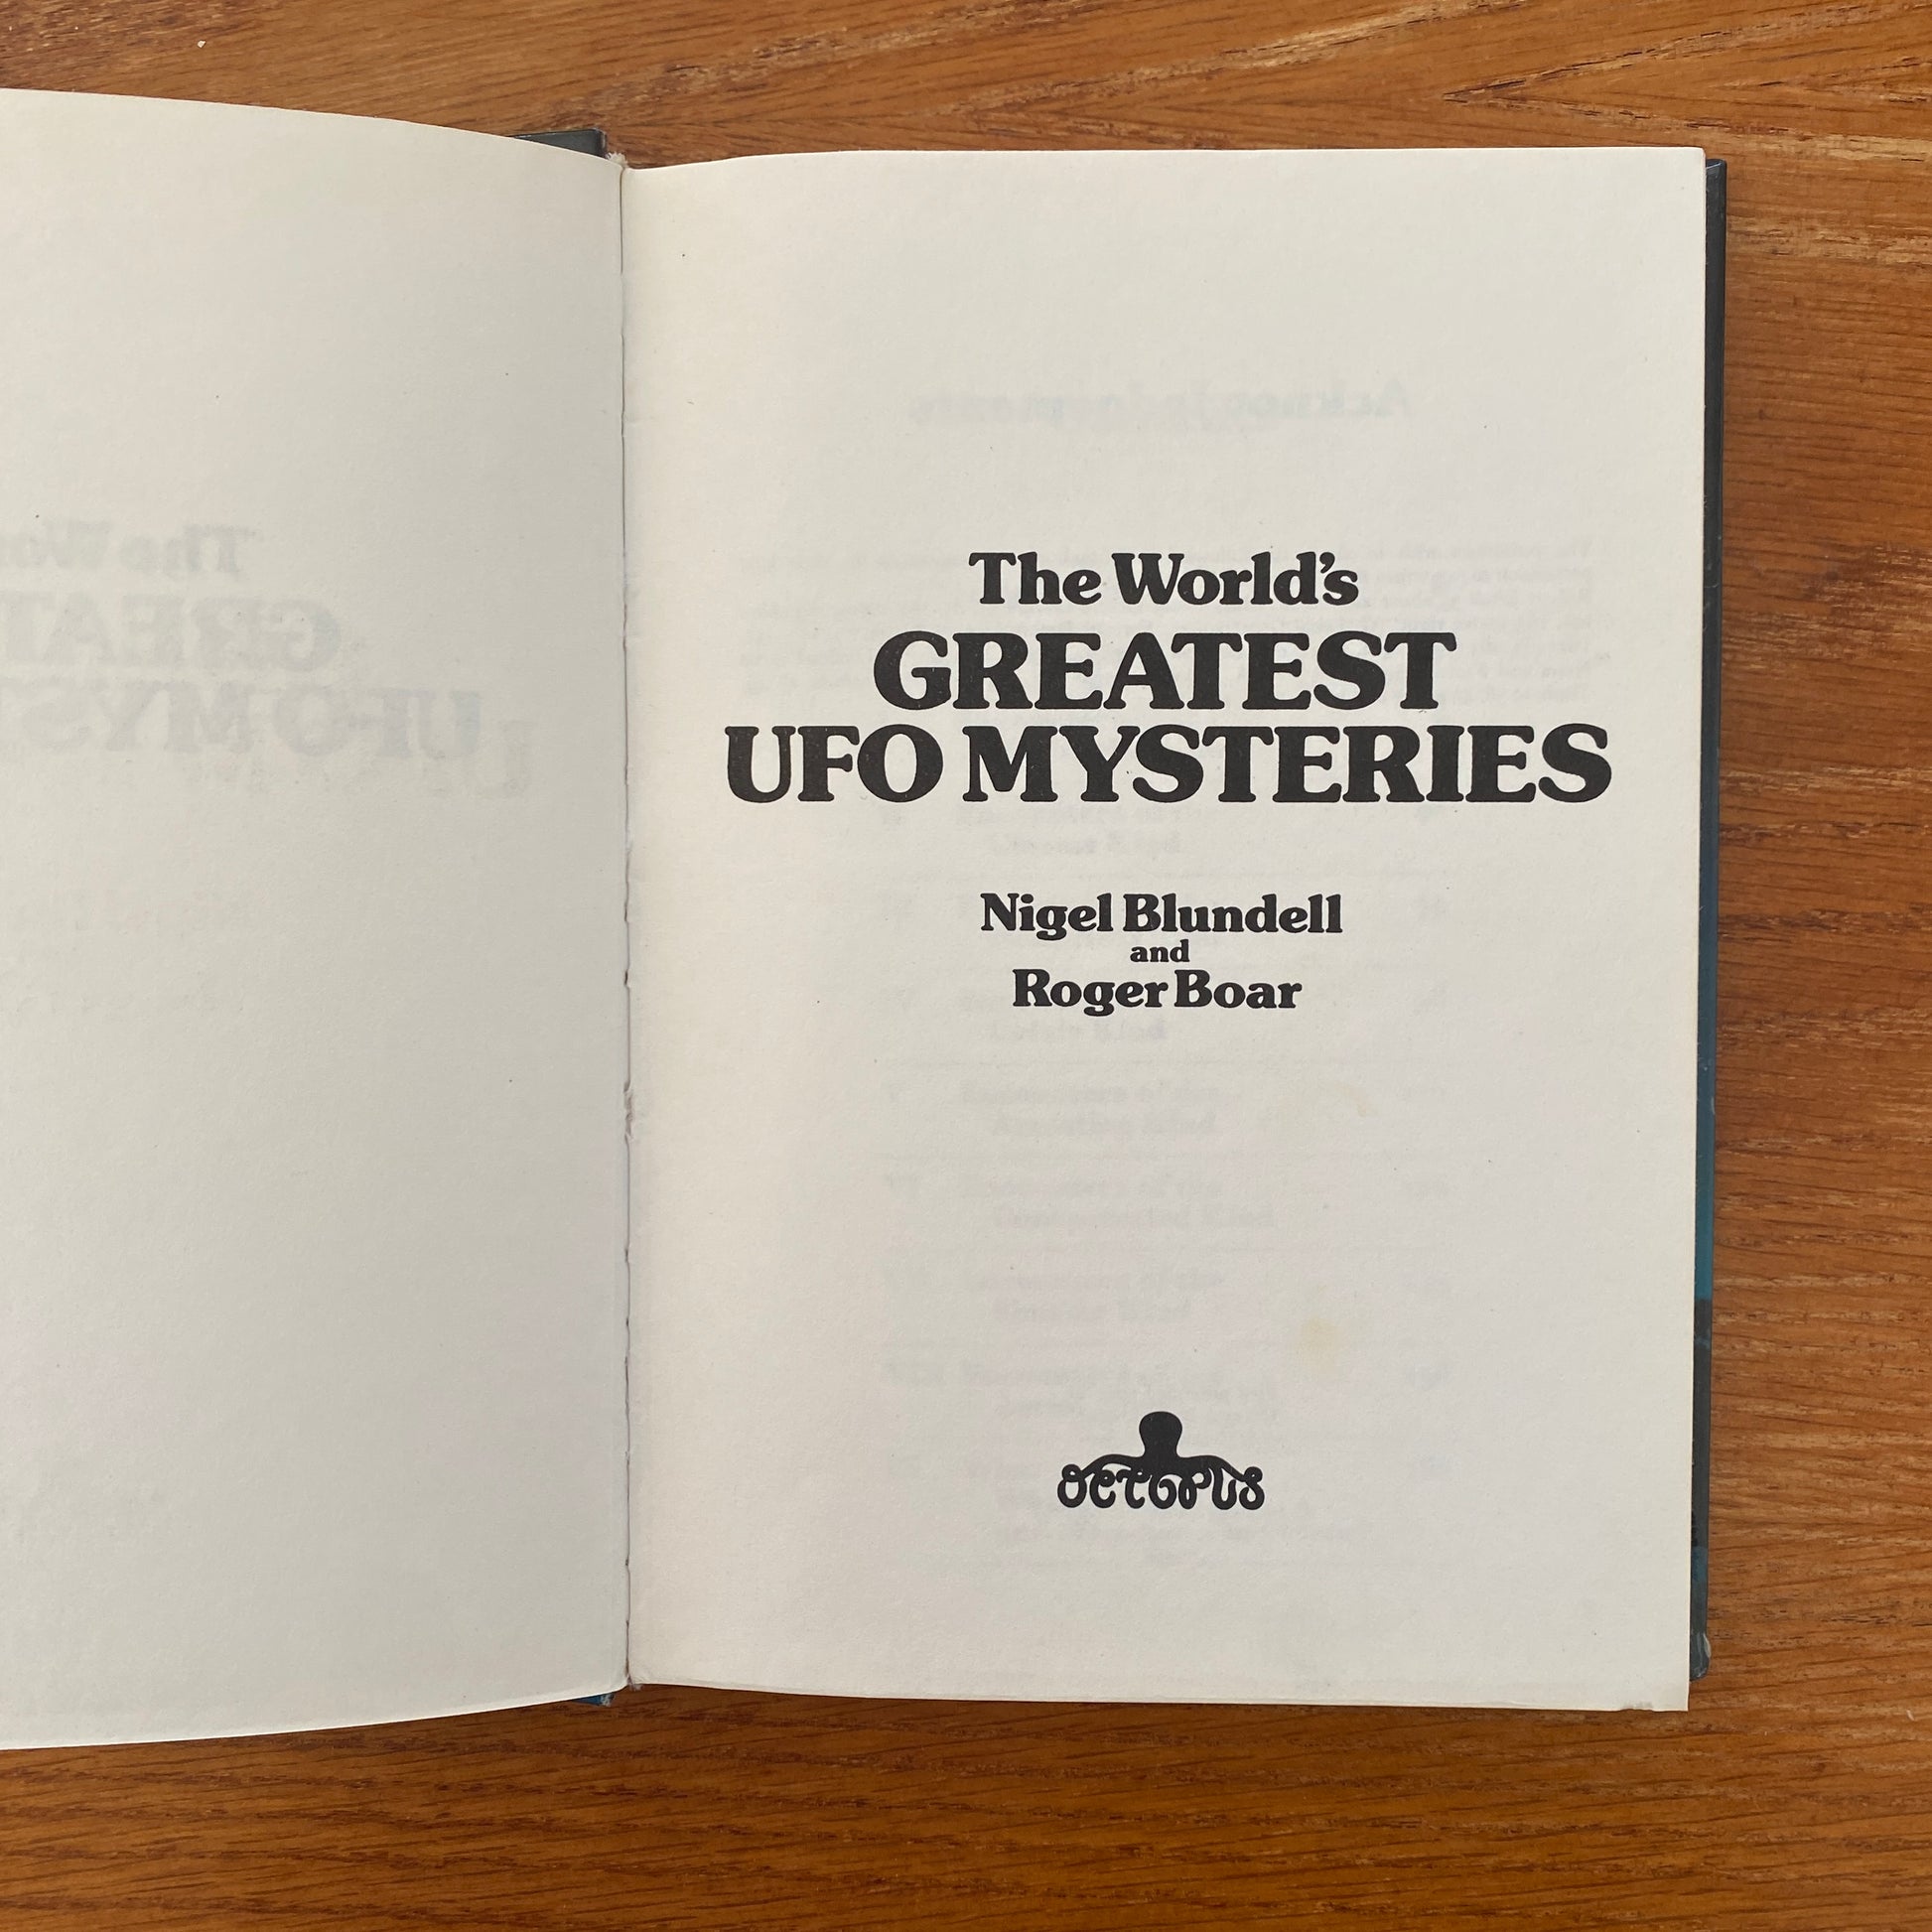 The World's
GREATEST
UFO MYSTERIES
Nigel Blundell
and
Roger Boar
OCTOPUS